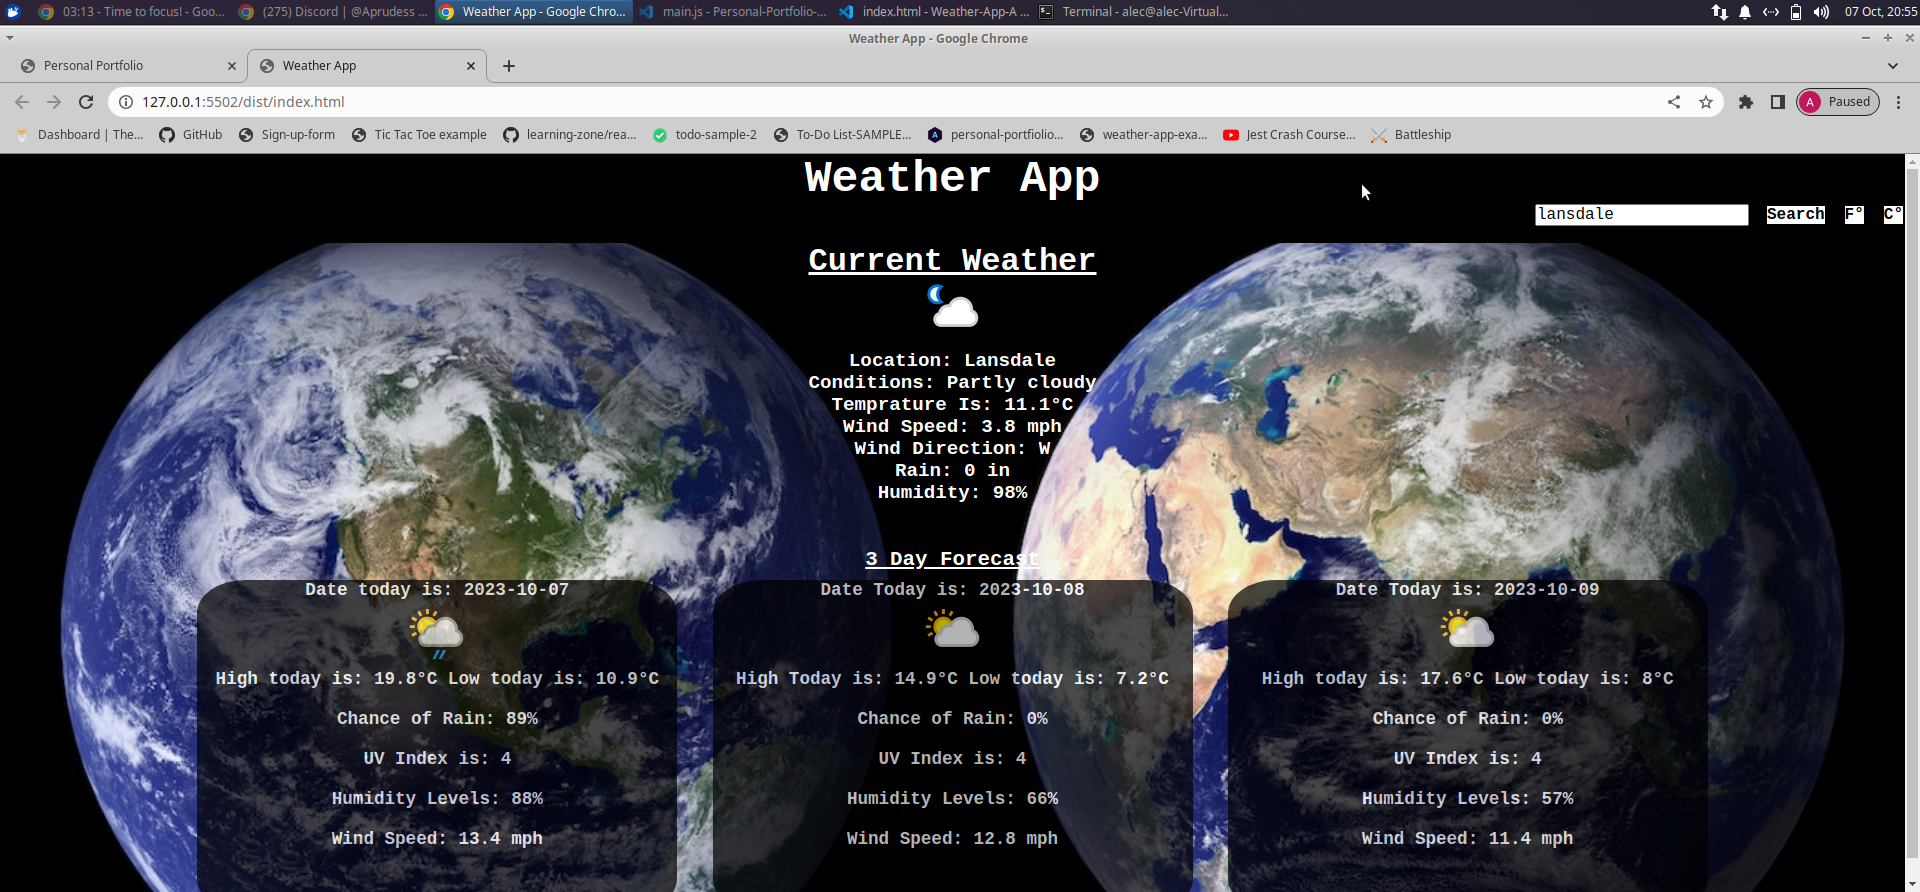 03:13 - Time to focus! - Goo...
(275) Discord | @Aprudess ...
Weather App - Google Chro...
main.js - Personal-Portfolio-...
index.html - Weather-App-A ...
Terminal - alec@alec-Virtual...
07 Oct, 20:55
Weather App - Google Chrome
Personal Portfolio
Weather App
127.0.0.1:5502/dist/index.html
A Paused
Dashboard | The...
GitHub
Sign-up-form
Tic Tac Toe example
learning-zone/rea...
todo-sample-2
To-Do List-SAMPLE...
personal-portfiolio...
weather-app-exa...
Jest Crash Course...
Battleship
Weather App
lansdale Search F° C°
Current Weather
Location: Lansdale
Conditions: Partly cloudy
Temprature Is: 11.1°C
Wind Speed: 3.8 mph
Wind Direction: W
Rain: 0 in
Humidity: 98%
3 Day Forecast
Date today is: 2023-10-07
High today is: 19.8°C Low today is: 10.9°C
Chance of Rain: 89%
UV Index is: 4
Humidity Levels: 88%
Wind Speed: 13.4 mph
Date Today is: 2023-10-08
High Today is: 14.9°C Low today is: 7.2°C
Chance of Rain: 0%
UV Index is: 4
Humidity Levels: 66%
Wind Speed: 12.8 mph
Date Today is: 2023-10-09
High today is: 17.6°C Low today is: 8°C
Chance of Rain: 0%
UV Index is: 4
Humidity Levels: 57%
Wind Speed: 11.4 mph